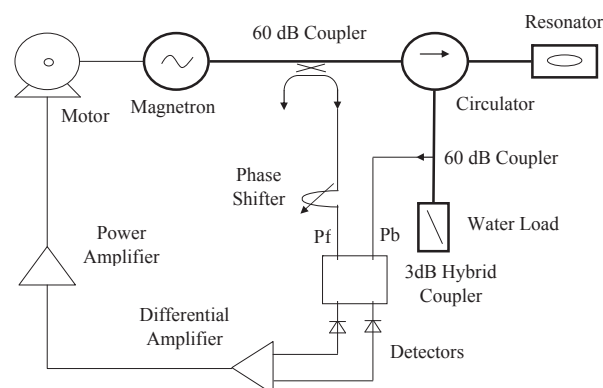 60 dB Coupler
Resonator
Motor
Magnetron
Circulator
60 dB Coupler
Phase
Shifter
Pf
Pb
Water Load
Power
Amplifier
3dB Hybrid
Coupler
Differential
Amplifier
Detectors